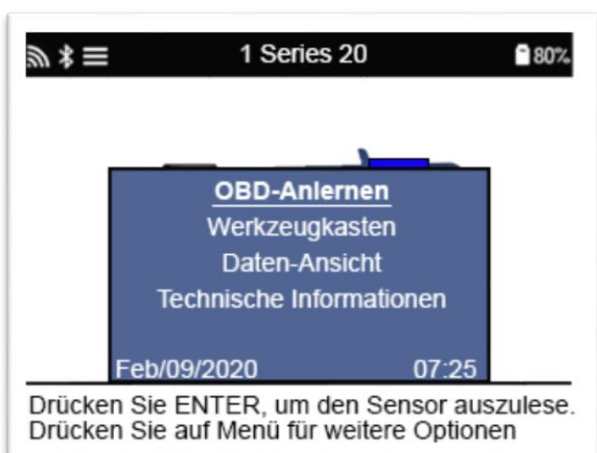 1 Series 20
80%
OBD-Anlernen
Werkzeugkasten
Daten-Ansicht
Technische Informationen
Feb/09/2020 07:25
Drücken Sie ENTER, um den Sensor auszulese.
Drücken Sie auf Menü für weitere Optionen